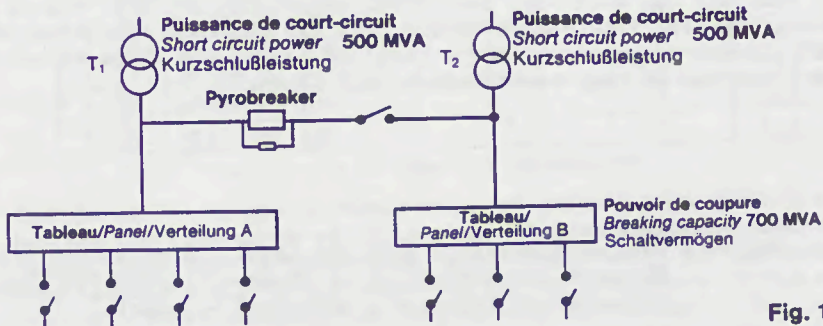 Puissance de court-circuit
Short circuit power 500 MVA
Kurzschlußleistung
T1
Puissance de court-circuit
Short circuit power 500 MVA
Kurzschlußleistung
T2
Pyrobreaker
Tableau/Panel/Verteilung A
Tableau/
Panel/Verteilung B
Pouvoir de coupure
Breaking capacity 700 MVA
Schaltvermögen
Fig. 1